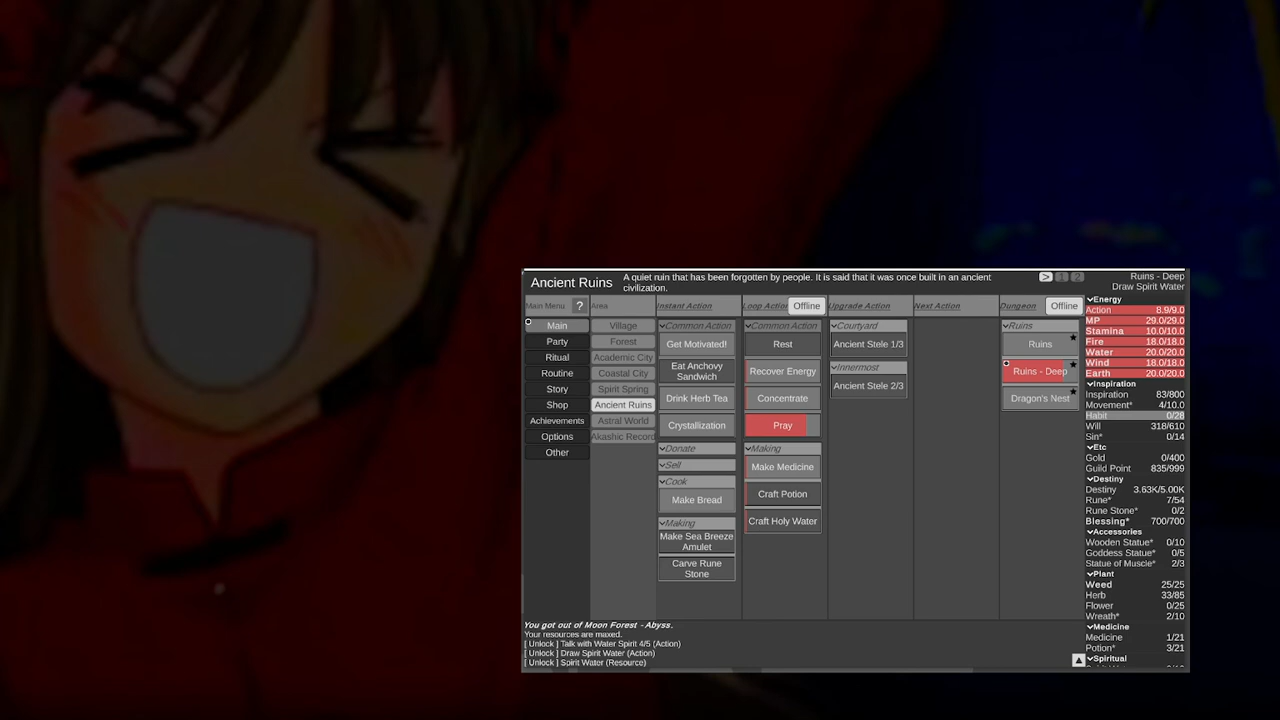 Ancient Ruins
A quiet ruin that has been forgotten by people. It is said that it was once built in an ancient
civilization.
> 1 2
Ruins - Deep
Draw Spirit Water
Main Menu
?
Area
Instant Action
Loop Action
Offline
Upgrade Action
Next Action
Dungeon
Offline
Main
Party
Ritual
Routine
Story
Shop
Achievements
Options
Other
Village
Forest
Academic City
Coastal City
Spirit Spring
Ancient Ruins
Astral World
Akashic Record
Common Action
Get Motivated!
Eat Anchovy
Sandwich
Drink Herb Tea
Crystallization
Donate
Sell
Cook
Make Bread
Making
Make Sea Breeze
Amulet
Carve Rune
Stone
Common Action
Rest
Recover Energy
Concentrate
Pray
Making
Make Medicine
Craft Potion
Craft Holy Water
Courtyard
Ancient Stele 1/3
Innermost
Ancient Stele 2/3
Ruins
Ruins
Ruins - Deep
Dragon's Nest
Energy
Action 8.9/9.0
MP 29.0/29.0
Stamina 10.0/10.0
Fire 18.0/18.0
Water 20.0/20.0
Wind 18.0/18.0
Earth 20.0/20.0
Inspiration
Inspiration 83/800
Movement* 4/10.0
Habit 0/28
Will 318/610
Sin* 0/14
Etc
Gold 0/400
Guild Point 835/999
Destiny
Destiny 3.63K/5.00K
Rune* 7/54
Rune Stone* 0/2
Blessing* 700/700
Accessories
Wooden Statue* 0/10
Goddess Statue* 0/5
Statue of Muscle* 2/3
Plant
Weed 25/25
Herb 33/85
Flower 0/25
Wreath* 2/10
Medicine
Medicine 1/21
Potion* 3/21
Spiritual
You got out of Moon Forest - Abyss.
Your resources are maxed.
[ Unlock ] Talk with Water Spirit 4/5 (Action)
[ Unlock ] Draw Spirit Water (Action)
[ Unlock ] Spirit Water (Resource)